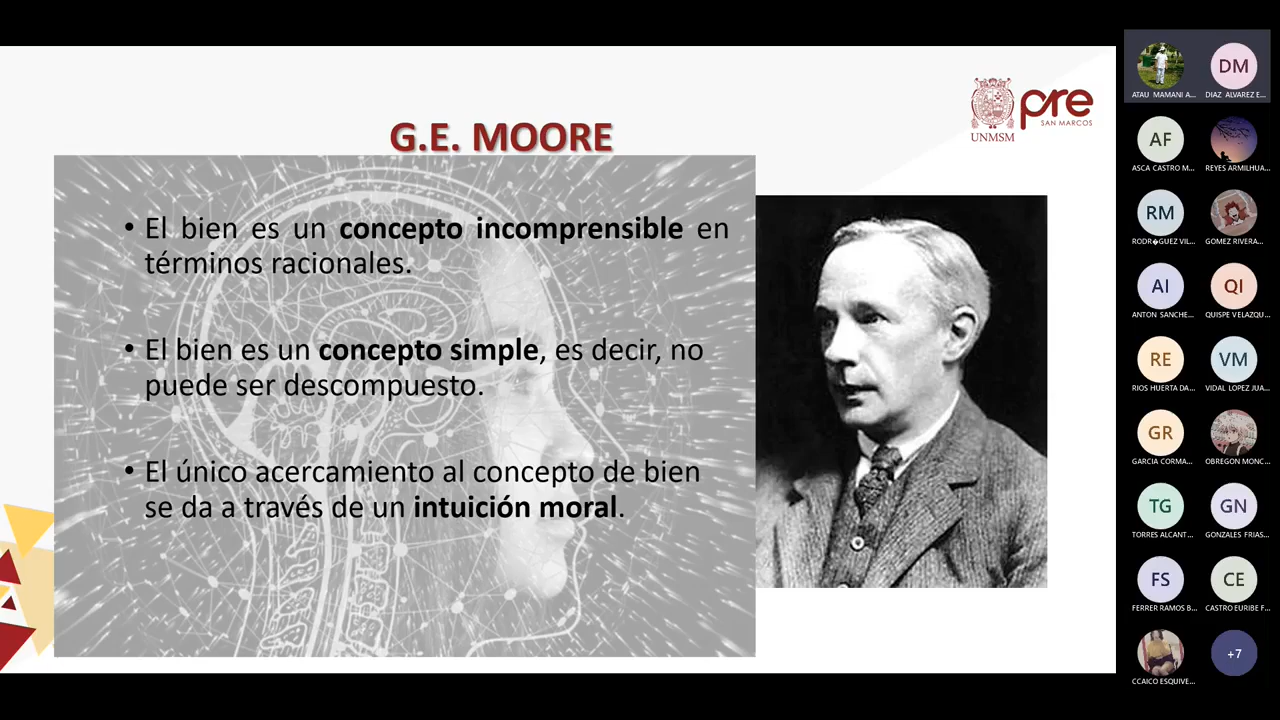 G.E. MOORE
UNMSM
pre
SAN MARCOS
• El bien es un concepto incomprensible en
términos racionales.
• El bien es un concepto simple, es decir, no
puede ser descompuesto.
• El único acercamiento al concepto de bien
se da a través de un intuición moral.
DM
ATAU MAMANI A...
DIAZ ALVAREZ E...
AF
ASCA CASTRO M...
REYES ARMILHUA...
RM
RODR�GUEZ VIL...
GOMEZ RIVERA...
AI
QI
ANTON SANCHE...
QUISPE VELAZQU...
RE
VM
RIOS HUERTA DA...
VIDAL LOPEZ JUA...
GR
GARCIA CORMA...
OBREGON MONC...
TG
GN
TORRES ALCANT...
GONZALES FRIAS...
FS
CE
FERRER RAMOS B...
CASTRO EURIBE F...
+7
CCAICO ESQUIVE...